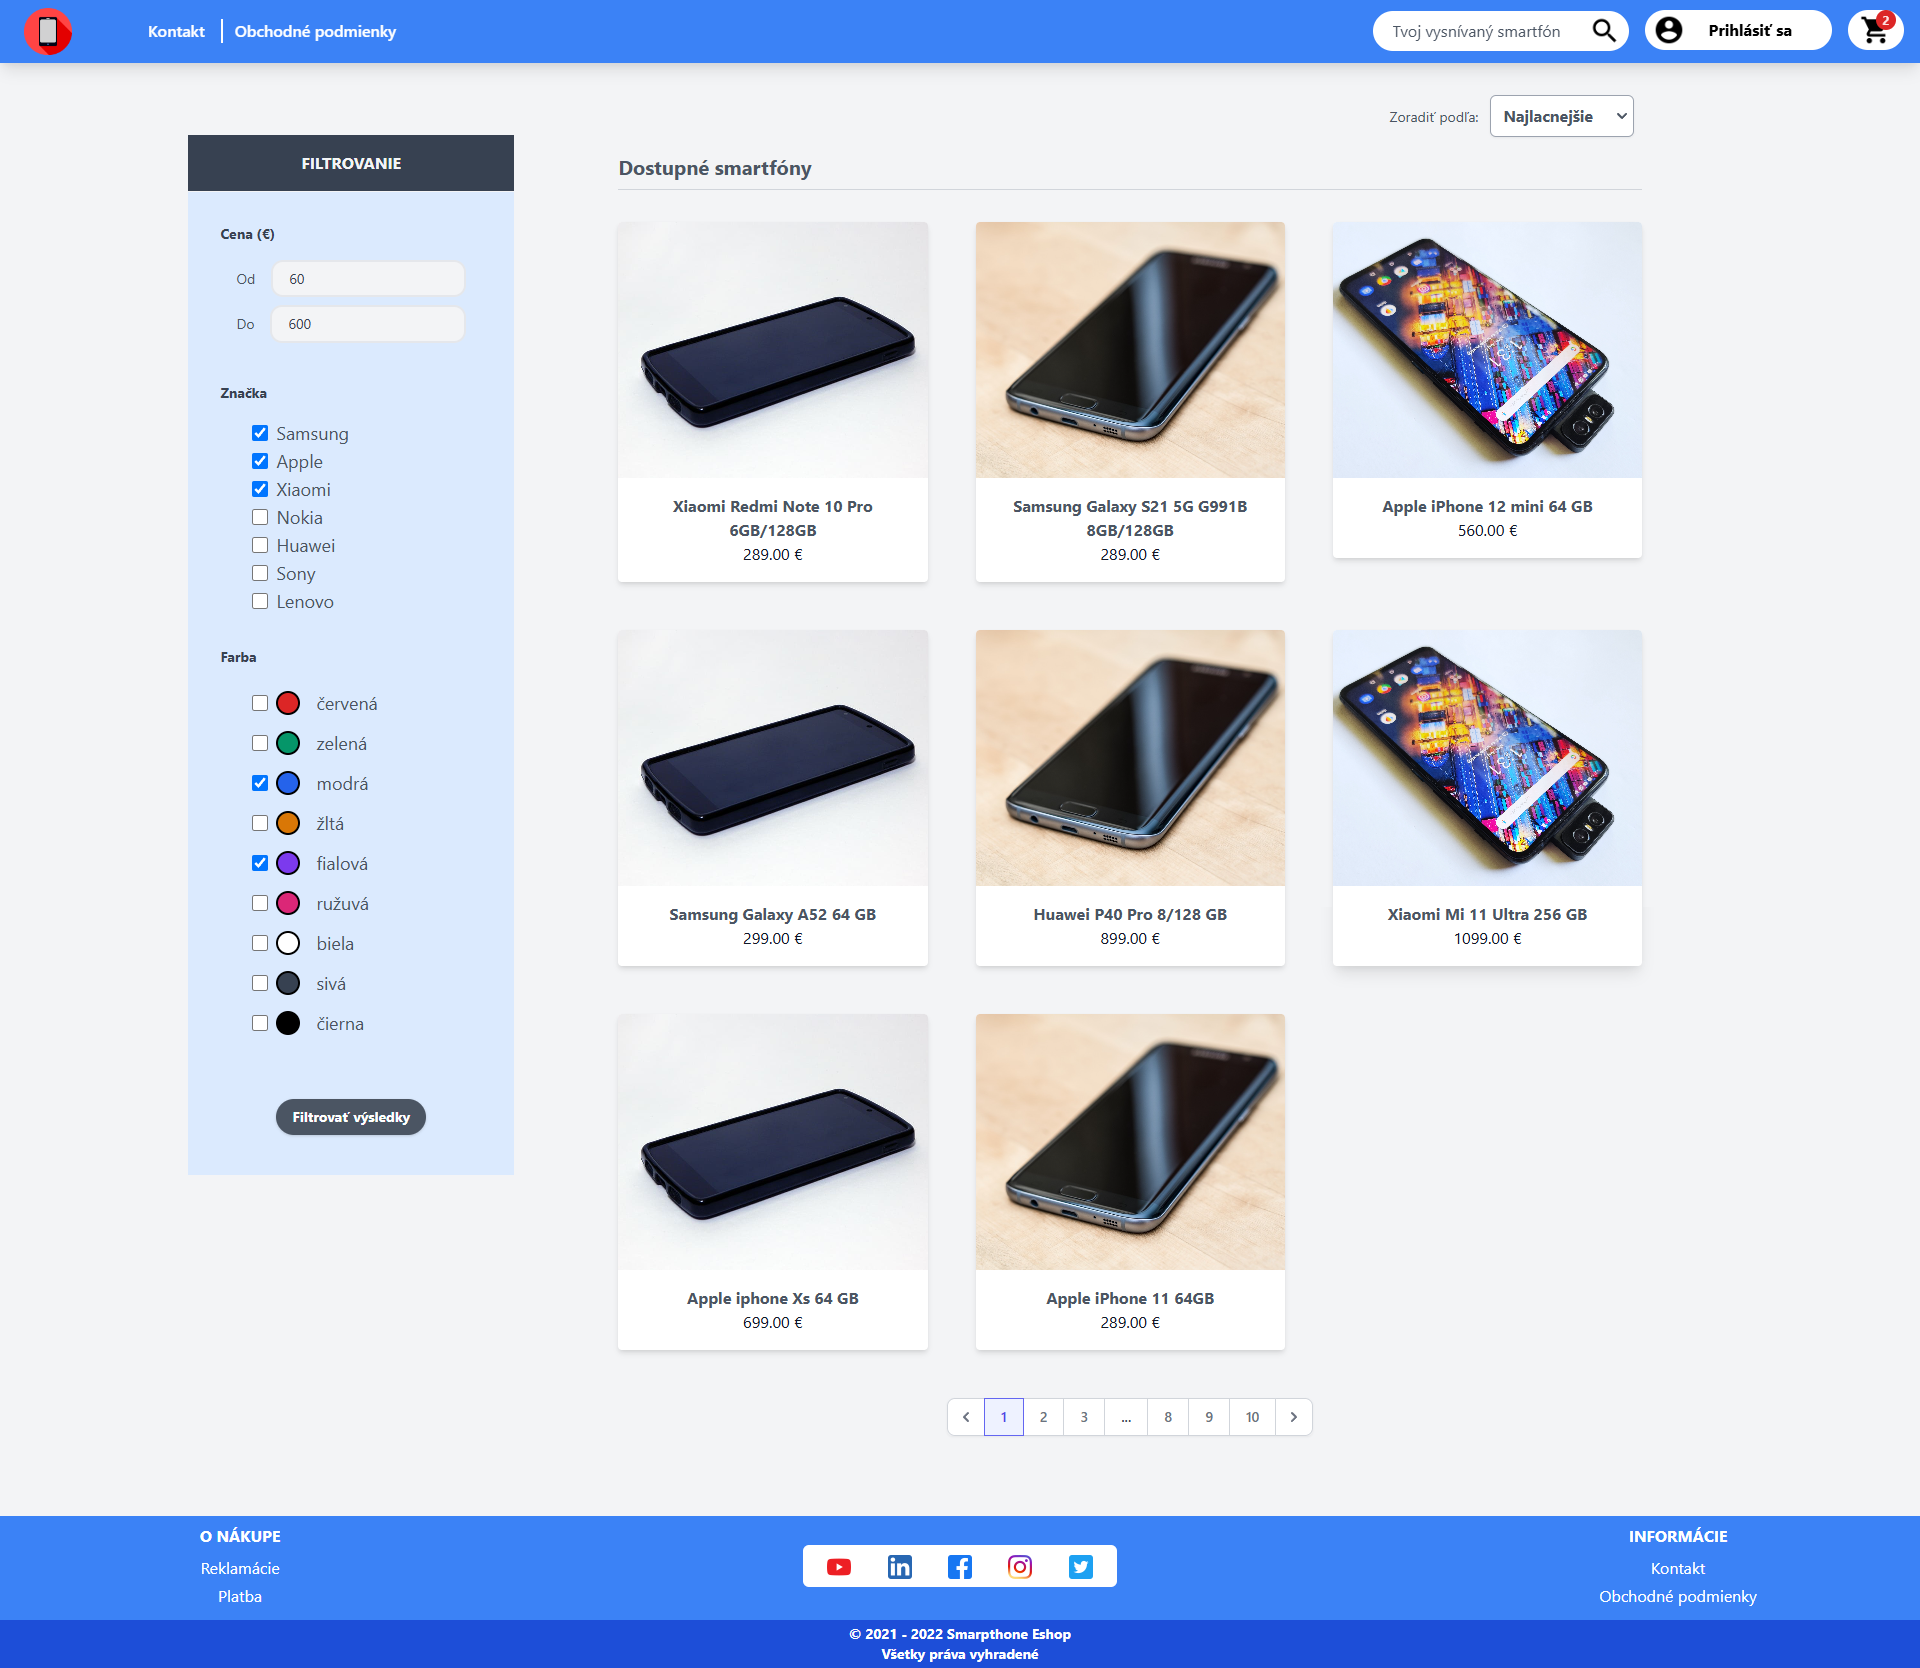 Kontakt
Obchodné podmienky
Tvoj vysnívaný smartfón
Prihlásiť sa
2
Zoradiť podľa:
Najlacnejšie
FILTROVANIE
Cena (€)
Od
60
Do
600
Značka
Samsung
Apple
Xiaomi
Nokia
Huawei
Sony
Lenovo
Farba
červená
zelená
modrá
žltá
fialová
ružuvá
biela
sivá
čierna
Filtrovať výsledky
Dostupné smartfóny
Xiaomi Redmi Note 10 Pro
6GB/128GB
289.00 €
Samsung Galaxy S21 5G G991B
8GB/128GB
289.00 €
Apple iPhone 12 mini 64 GB
560.00 €
Samsung Galaxy A52 64 GB
299.00 €
Huawei P40 Pro 8/128 GB
899.00 €
Xiaomi Mi 11 Ultra 256 GB
1099.00 €
Apple iphone Xs 64 GB
699.00 €
Apple iPhone 11 64GB
289.00 €
1 2 3 ... 8 9 10
O NÁKUPE
Reklamácie
Platba
INFORMÁCIE
Kontakt
Obchodné podmienky
© 2021 - 2022 Smarpthone Eshop
Všetky práva vyhradené